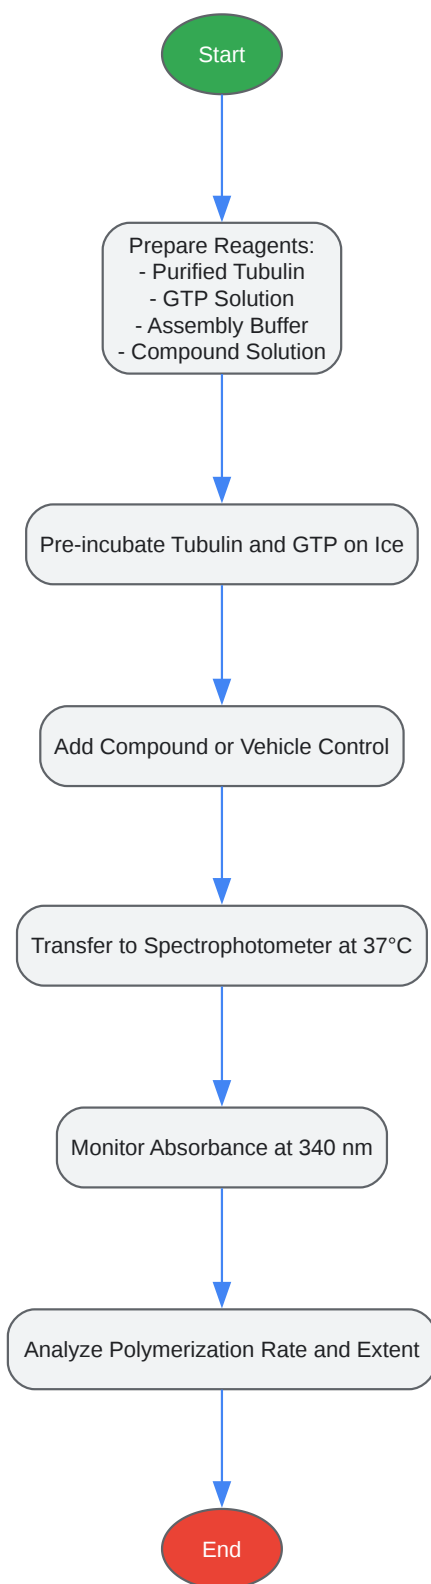 Start
Prepare Reagents:
- Purified Tubulin
- GTP Solution
- Assembly Buffer
- Compound Solution
Pre-incubate Tubulin and GTP on Ice
Add Compound or Vehicle Control
Transfer to Spectrophotometer at 37°C
Monitor Absorbance at 340 nm
Analyze Polymerization Rate and Extent
End